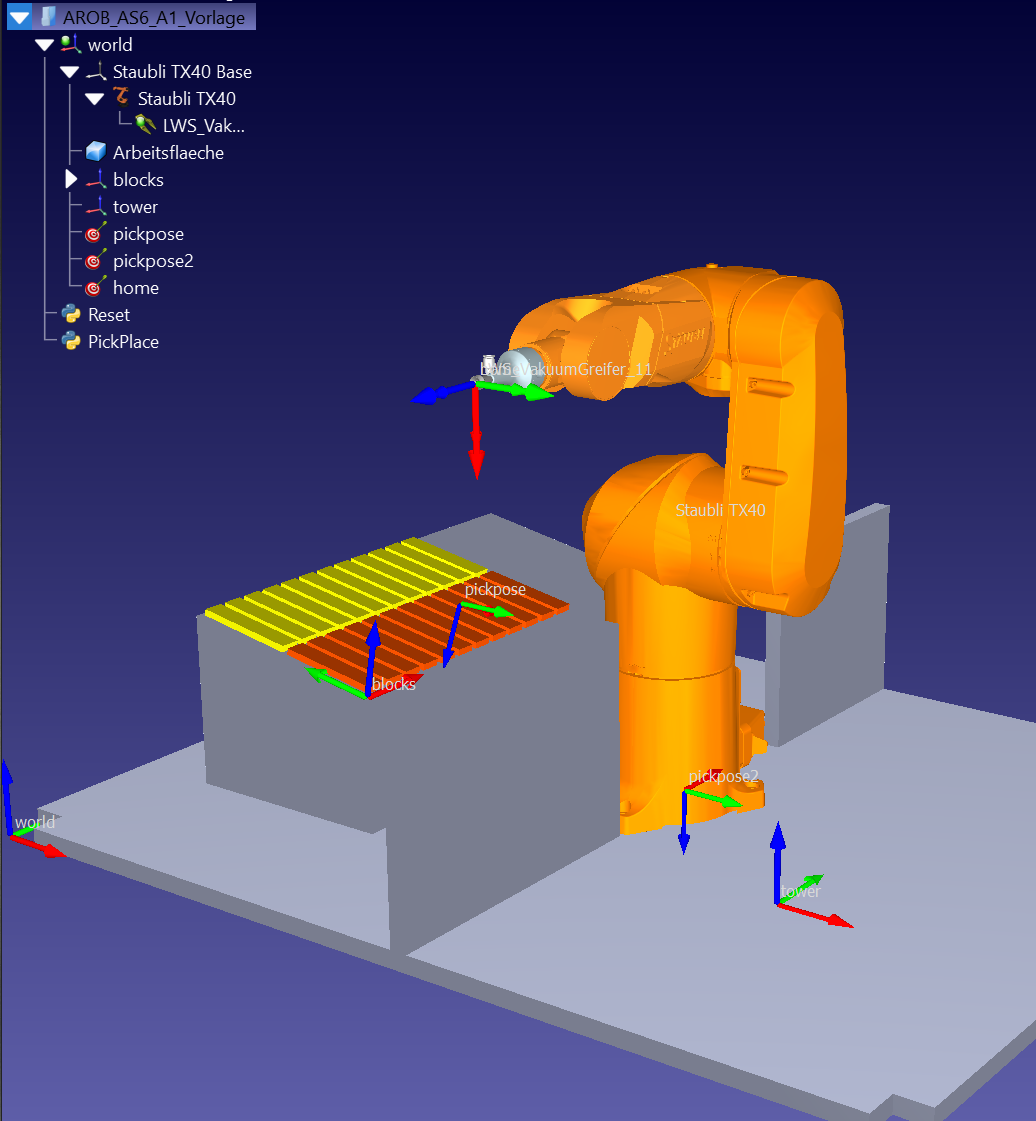 AROB_AS6_A1_Vorlage
world
Staubli TX40 Base
Staubli TX40
LWS_Vak...
Arbeitsflaeche
blocks
tower
pickpose
pickpose2
home
Reset
PickPlace
VakuumGreifer_11
Staubli TX40
pickpose
blocks
pickpose2
world
tower